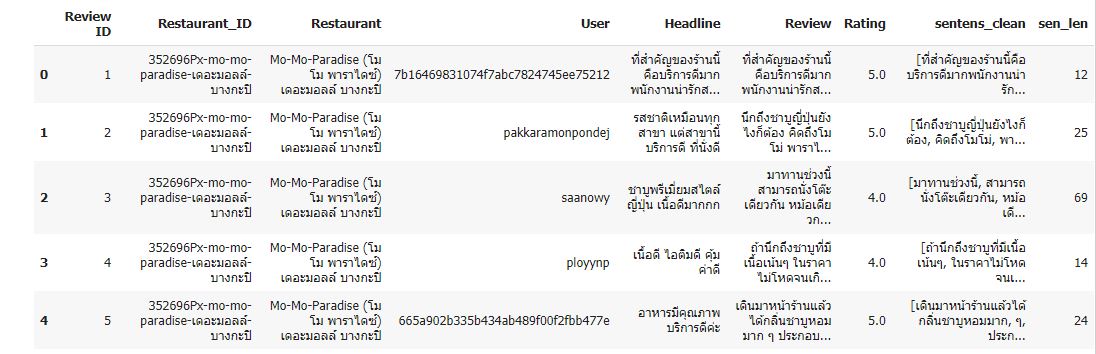 Review ID Restaurant_ID Restaurant User Headline Review Rating sentens_clean sen_len
0 1 352696Px-mo-mo-paradise-เดอะมอลล์-บางกะปิ Mo-Mo-Paradise (โม โม พาราไดซ์) เดอะมอลล์ บางกะปิ 7b16469831074f7abc7824745ee75212 ที่สำคัญของร้านนี้คือบริการดีมากพนักงานน่ารักส... ที่สำคัญของร้านนี้คือบริการดีมากพนักงานน่ารักส... 5.0 [ที่สำคัญของร้านนี้คือบริการดีมากพนักงานน่ารัก... 12
1 2 352696Px-mo-mo-paradise-เดอะมอลล์-บางกะปิ Mo-Mo-Paradise (โม โม พาราไดซ์) เดอะมอลล์ บางกะปิ pakkaramonpondej รสชาติเหมือนทุกสาขา แต่สาขานี้บริการดี ที่นั่งดี นึกถึงชาบูญี่ปุ่นยังไงก็ต้อง คิดถึงโมโม่ พาราไ... 5.0 [นึกถึงชาบูญี่ปุ่นยังไงก็ต้อง, คิดถึงโมโม่, พา... 25
2 3 352696Px-mo-mo-paradise-เดอะมอลล์-บางกะปิ Mo-Mo-Paradise (โม โม พาราไดซ์) เดอะมอลล์ บางกะปิ saanowy ชาบูพรีเมี่ยมสไตล์ญี่ปุ่น เนื้อดีมากกก มาทานช่วงนี้ สามารถนั่งโต๊ะเดียวกัน หม้อเดียวก... 4.0 [มาทานช่วงนี้, สามารถนั่งโต๊ะเดียวกัน, หม้อเดี... 69
3 4 352696Px-mo-mo-paradise-เดอะมอลล์-บางกะปิ Mo-Mo-Paradise (โม โม พาราไดซ์) เดอะมอลล์ บางกะปิ ployynp เนื้อดี ไอติมดี คุ้มค่าดี ถ้านึกถึงชาบูที่มีเนื้อเน้นๆ ในราคาไม่โหดจนเกิ... 4.0 [ถ้านึกถึงชาบูที่มีเนื้อเน้นๆ, ในราคาไม่โหดจนเ... 14
4 5 352696Px-mo-mo-paradise-เดอะมอลล์-บางกะปิ Mo-Mo-Paradise (โม โม พาราไดซ์) เดอะมอลล์ บางกะปิ 665a902b335b434ab489f00f2fbb477e อาหารมีคุณภาพ บริการดีค่ะ เดินมาหน้าร้านแล้วได้กลิ่นชาบูหอมมาก ๆ ประกอบ... 5.0 [เดินมาหน้าร้านแล้วได้กลิ่นชาบูหอมมาก, ๆ, ประก... 24